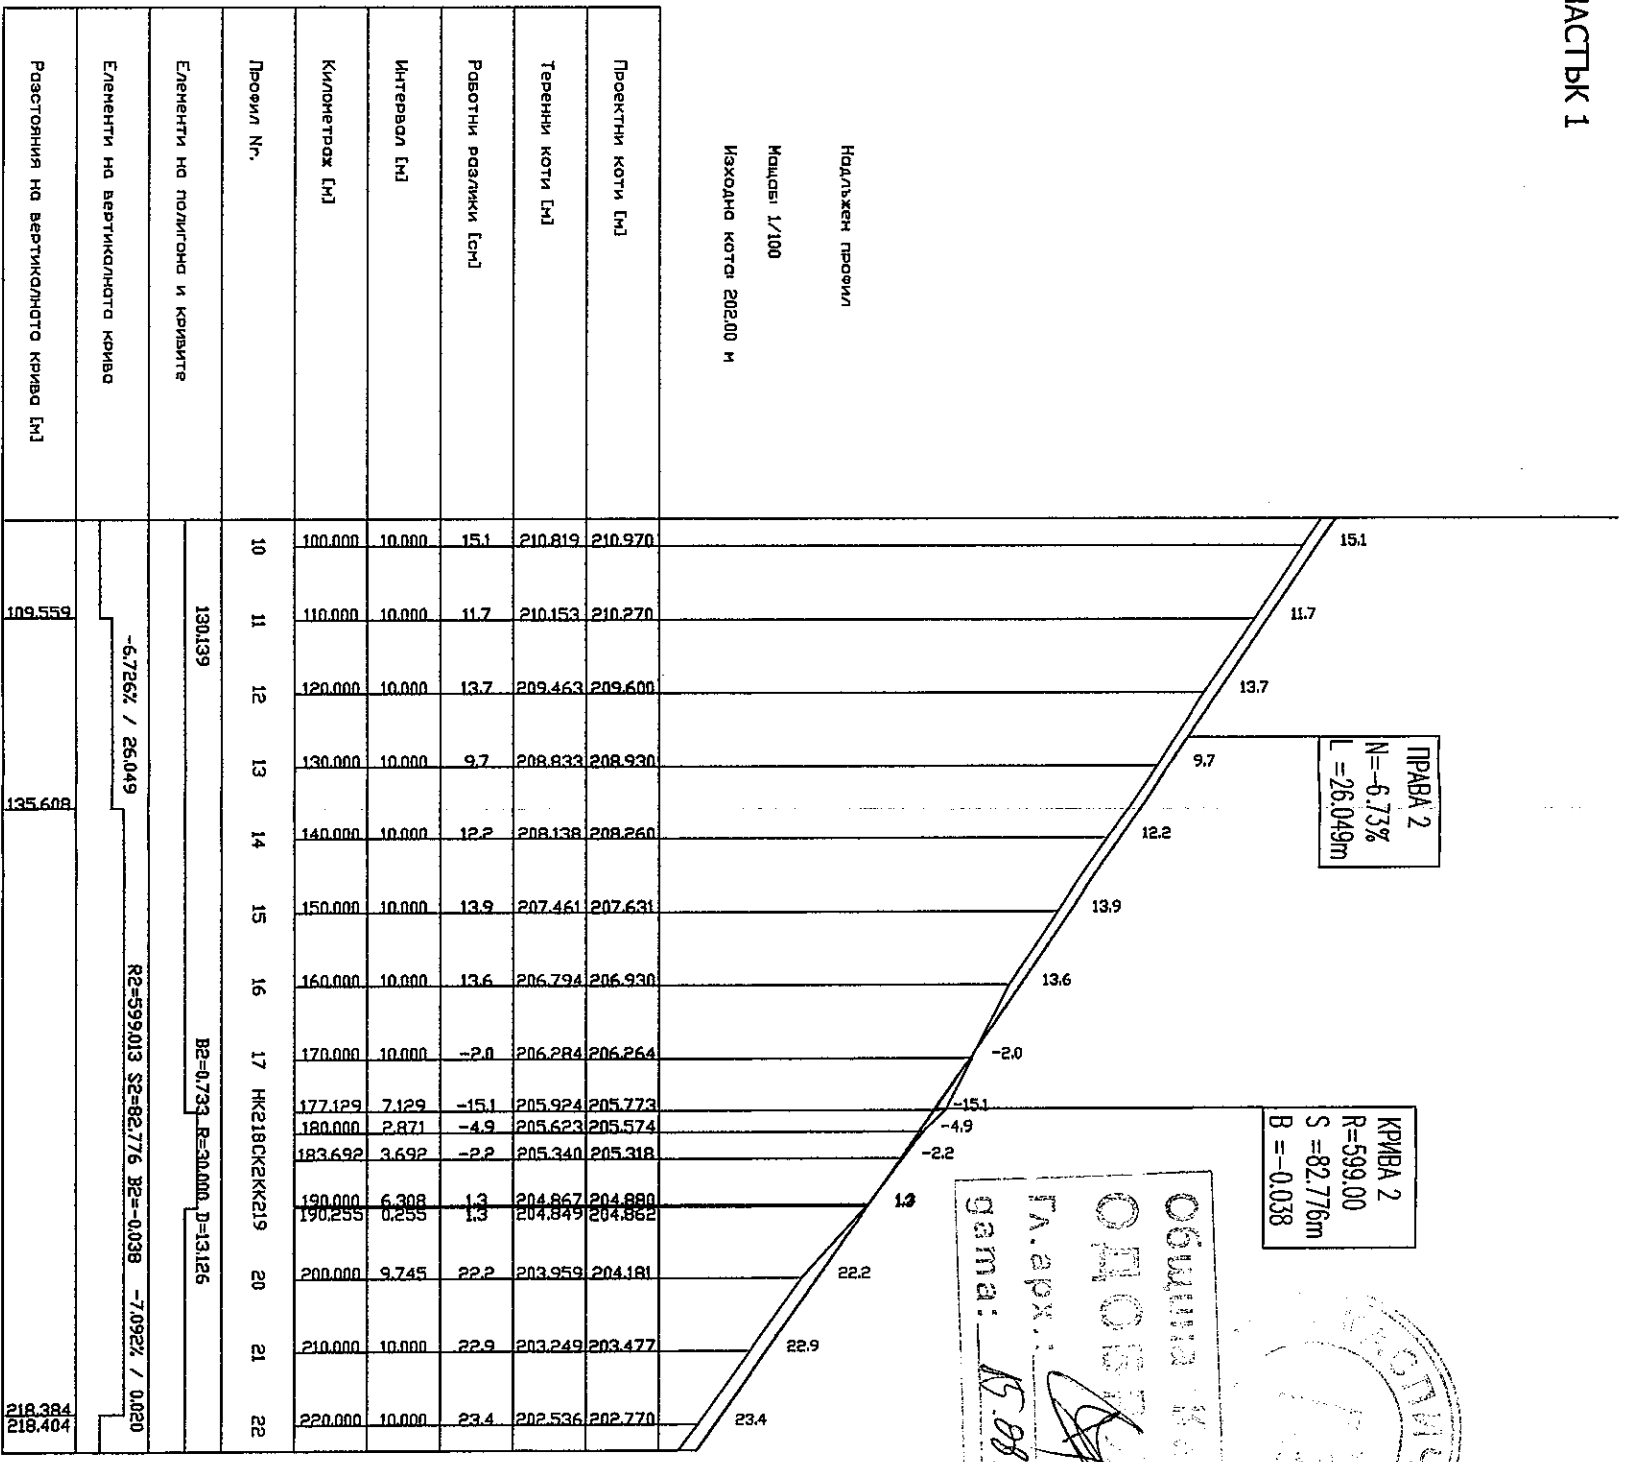 УЧАСТЪК 1
Надлъжен профил
Мащаб: 1/100
Изходна кота: 202.00 м
ПРАВА 2
N=-6.73%
L =26.049m
КРИВА 2
R=599.00
S =82.776m
B =-0.038
15.1 11.7 13.7 9.7 12.2 13.9 13.6 -2.0 -15.1 -4.9 -2.2 1.3 22.2 22.9 23.4
Проектни коти [м] 210.970 210.270 209.600 208.930 208.260 207.631 206.930 206.264 205.773 205.574 205.318 204.880 204.862 204.181 203.477 202.770
Теренни коти [м] 210.819 210.153 209.463 208.833 208.138 207.461 206.794 206.284 205.924 205.623 205.340 204.867 204.849 203.959 203.249 202.536
Работни разлики [см] 15.1 11.7 13.7 9.7 12.2 13.9 13.6 -2.0 -15.1 -4.9 -2.2 1.3 1.3 22.2 22.9 23.4
Интервал [м] 10.000 10.000 10.000 10.000 10.000 10.000 10.000 10.000 7.129 2.871 3.692 6.308 0.255 9.745 10.000 10.000
Километраж [м] 100.000 110.000 120.000 130.000 140.000 150.000 160.000 170.000 177.129 180.000 183.692 190.000 190.255 200.000 210.000 220.000
Профил Nr. 10 11 12 13 14 15 16 17 НК218СК2КК219 20 21 22
Елементи на полигона и кривите 130.139 B2=0.733 R=30.000 D=13.126
Елементи на вертикалната крива -6.726% / 26.049 R2=599.013 S2=82.776 B2=-0.038 -7.092% / 0.020
Разстояния на вертикалната крива [м] 109.559 135.608 218.384 218.404
Община
гл.арх.:
дата: 15.08